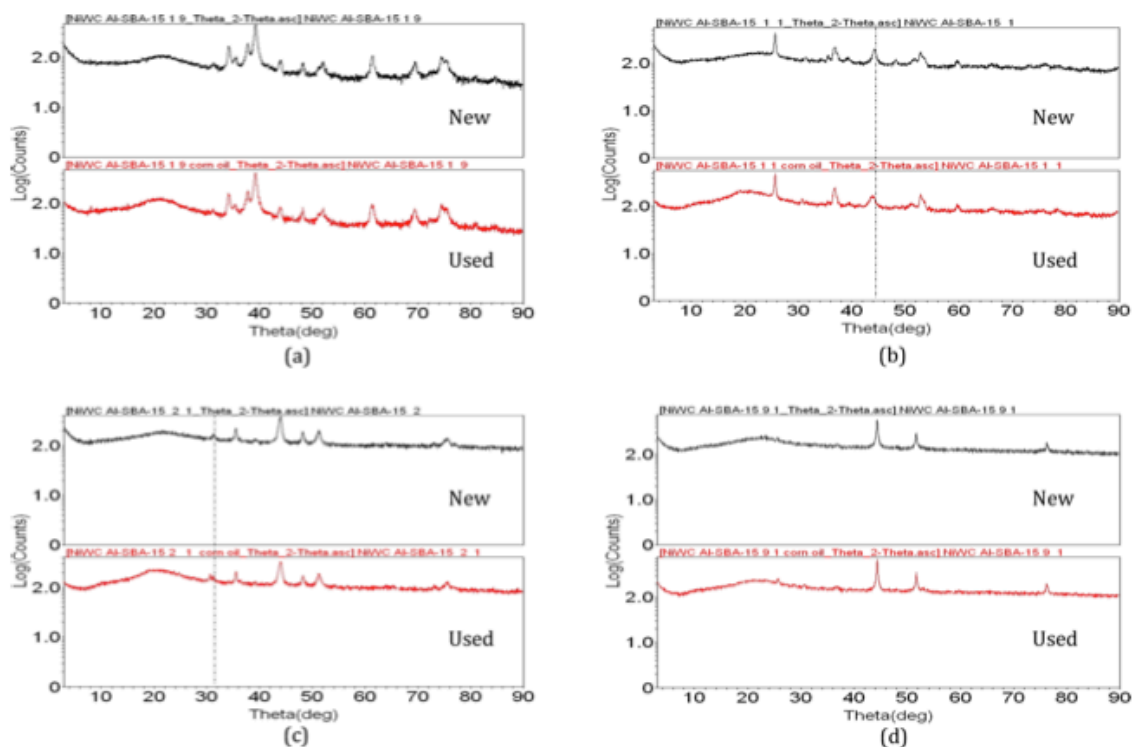 [NiWC Al-SBA-15 1 9_Theta_2-Theta.asc] NiWC Al-SBA-15 1 9
2.0
1.0
0
New
[NiWC Al-SBA-15 1 9 corn oil_Theta_2-Theta.asc] NiWC Al-SBA-15 1 9
2.0
1.0
0
Used
Log(Counts)
10 20 30 40 50 60 70 80 90
Theta(deg)
(a)
[NiWC Al-SBA-15 1 1_Theta_2-Theta.asc] NiWC Al-SBA-15 1
2.0
1.0
0
New
[NiWC Al-SBA-15 1 1 corn oil_Theta_2-Theta.asc] NiWC Al-SBA-15 1 1
2.0
1.0
0
Used
Log(Counts)
10 20 30 40 50 60 70 80 90
Theta(deg)
(b)
[NiWC Al-SBA-15 2 1_Theta_2-Theta.asc] NiWC Al-SBA-15 2
2.0
1.0
0
New
[NiWC Al-SBA-15 2 1 corn oil_Theta_2-Theta.asc] NiWC Al-SBA-15 2 1
2.0
1.0
0
Used
Log(Counts)
10 20 30 40 50 60 70 80 90
Theta(deg)
(c)
[NiWC Al-SBA-15 9 1_Theta_2-Theta.asc] NiWC Al-SBA-15 9 1
2.0
1.0
0
New
[NiWC Al-SBA-15 9 1 corn oil_Theta_2-Theta.asc] NiWC Al-SBA-15 9 1
2.0
1.0
0
Used
Log(Counts)
10 20 30 40 50 60 70 80 90
Theta(deg)
(d)